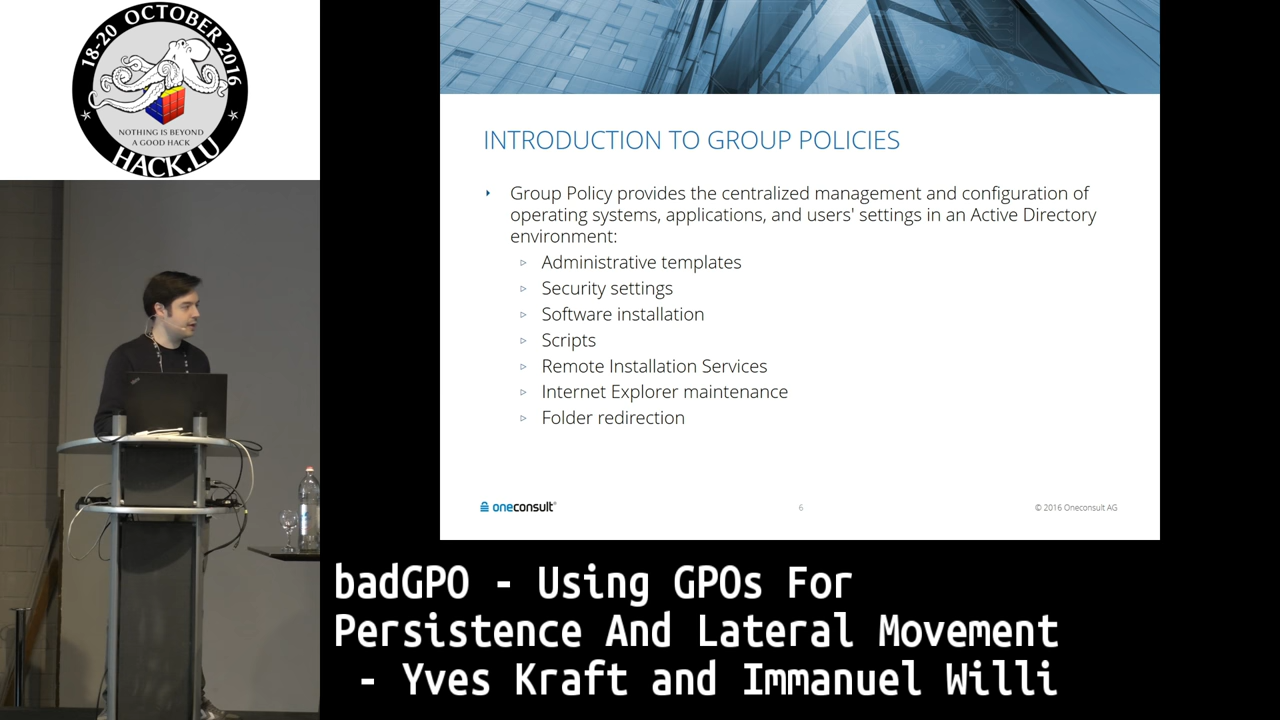 18-20 OCTOBER 2016
NOTHING IS BEYOND
A GOOD HACK
HACK.LU
INTRODUCTION TO GROUP POLICIES
Group Policy provides the centralized management and configuration of
operating systems, applications, and users' settings in an Active Directory
environment:
Administrative templates
Security settings
Software installation
Scripts
Remote Installation Services
Internet Explorer maintenance
Folder redirection
oneconsult®
6
© 2016 Oneconsult AG
badGPO - Using GPOs For
Persistence And Lateral Movement
- Yves Kraft and Immanuel Willi